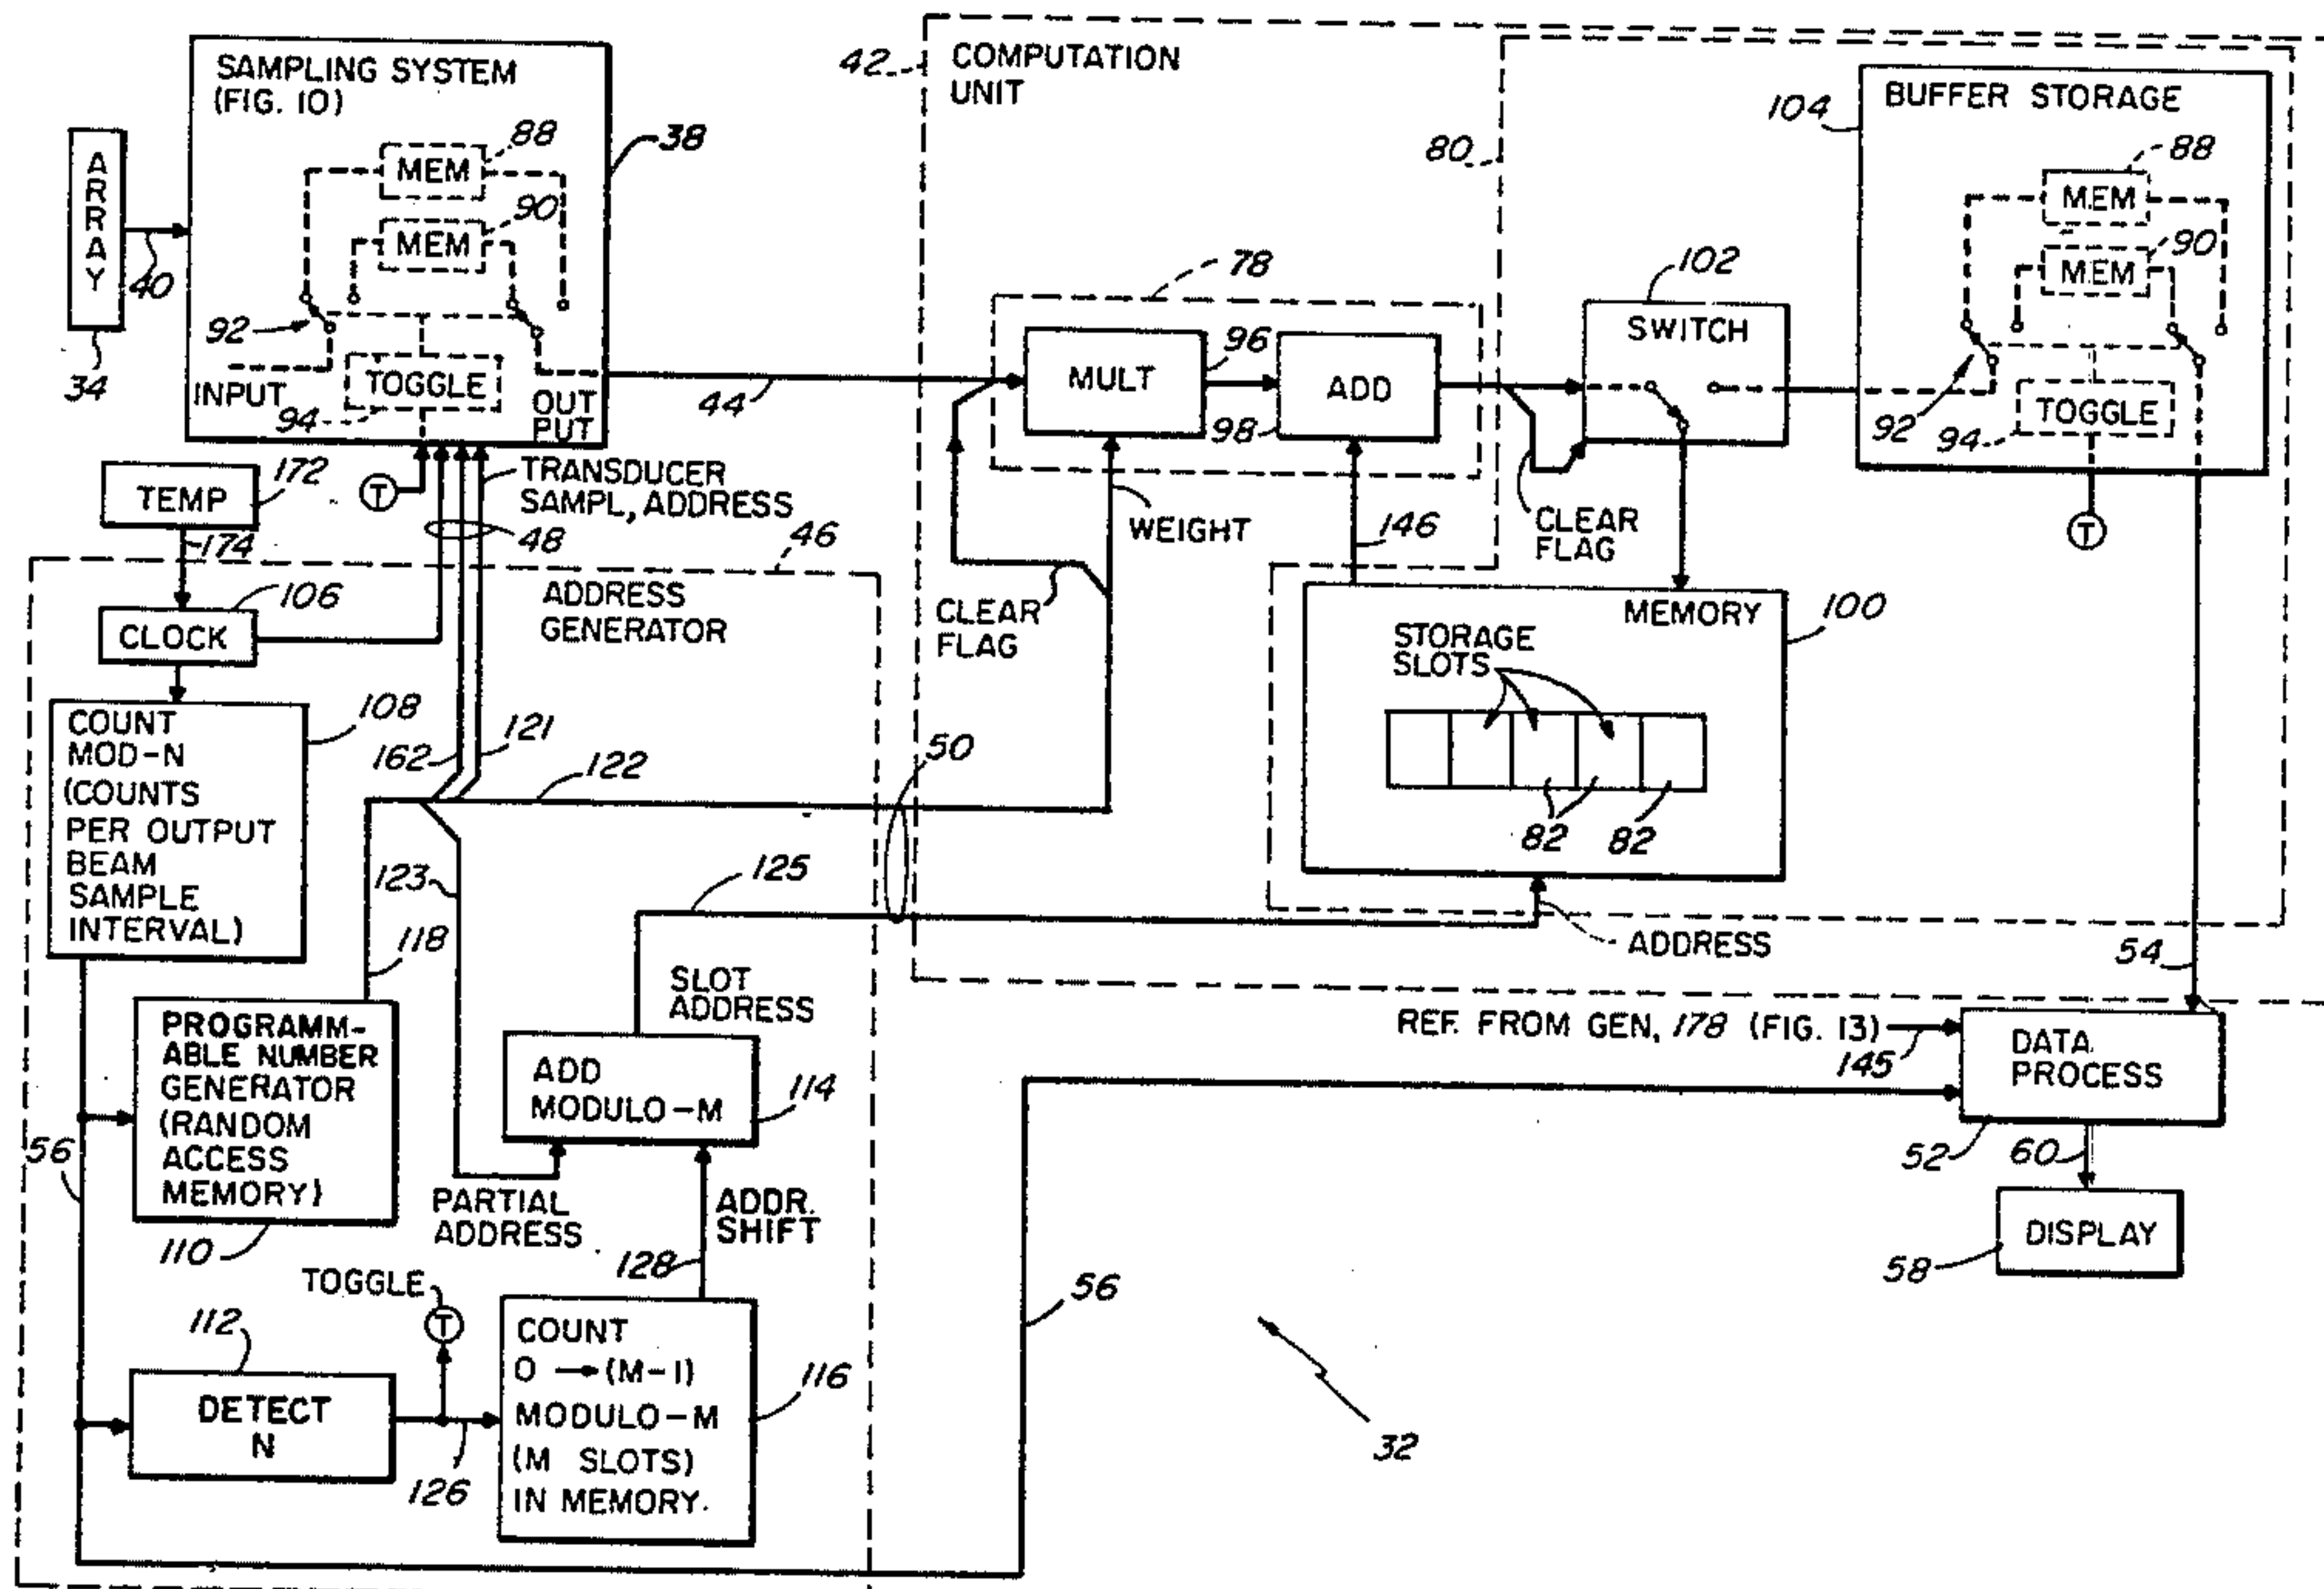 SAMPLING SYSTEM
(FIG. 10)
ARRAY
40
34
MEM
88
MEM
90
92
38
INPUT
TOGGLE
94
OUT
PUT
44
42
COMPUTATION
UNIT
80
104
BUFFER STORAGE
MEM
88
MEM
90
92
TOGGLE
94
T
78
MULT
96
ADD
98
102
SWITCH
CLEAR
FLAG
WEIGHT
146
CLEAR
FLAG
TEMP
172
174
T
TRANSDUCER
SAMPL, ADDRESS
48
46
ADDRESS
GENERATOR
106
CLOCK
MEMORY
100
STORAGE
SLOTS
82
82
108
COUNT
MOD-N
(COUNTS
PER OUTPUT
BEAM
SAMPLE
INTERVAL)
162
121
122
50
123
125
118
ADDRESS
54
SLOT
ADDRESS
PROGRAMM-
ABLE NUMBER
GENERATOR
(RANDOM
ACCESS
MEMORY)
110
56
ADD
MODULO-M
114
PARTIAL
ADDRESS
ADDR.
SHIFT
128
REF. FROM GEN, 178 (FIG. 13)
145
DATA
PROCESS
52
60
DISPLAY
58
TOGGLE
T
112
DETECT
N
126
COUNT
0 → (M-1)
MODULO-M
(M SLOTS)
IN MEMORY.
116
56
32